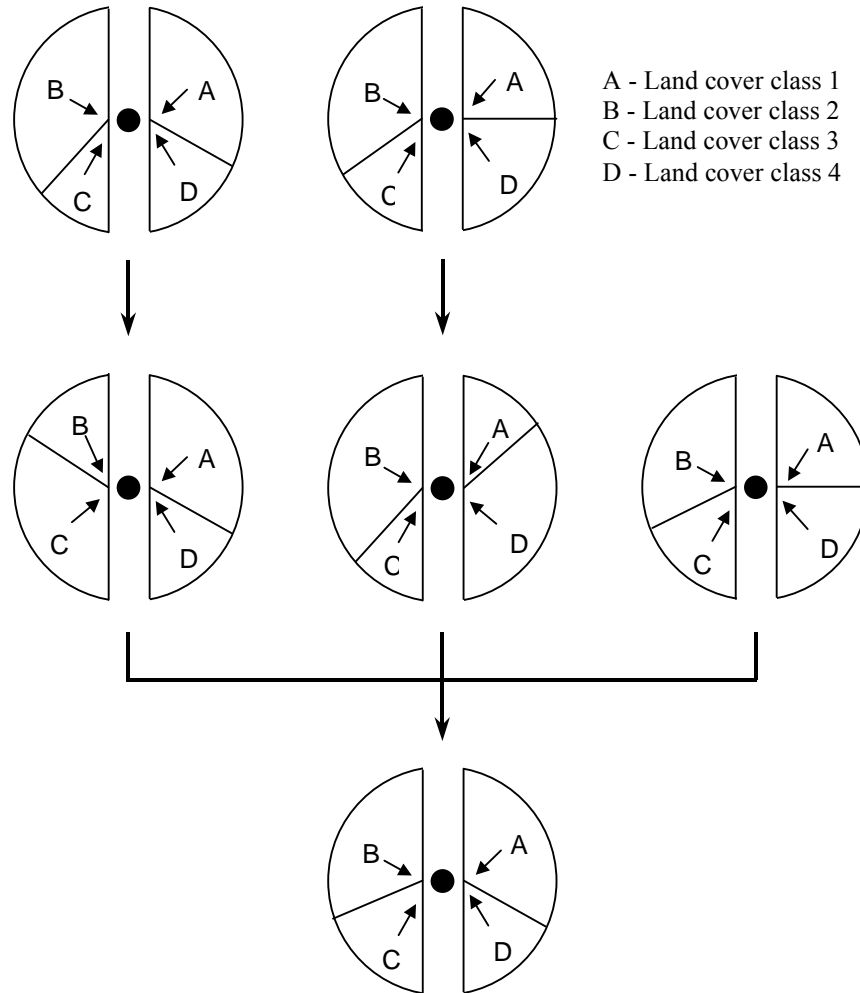 B A
C D
B A
C D
A - Land cover class 1
B - Land cover class 2
C - Land cover class 3
D - Land cover class 4
B A
C D
B A
C D
B A
C D
B A
C D